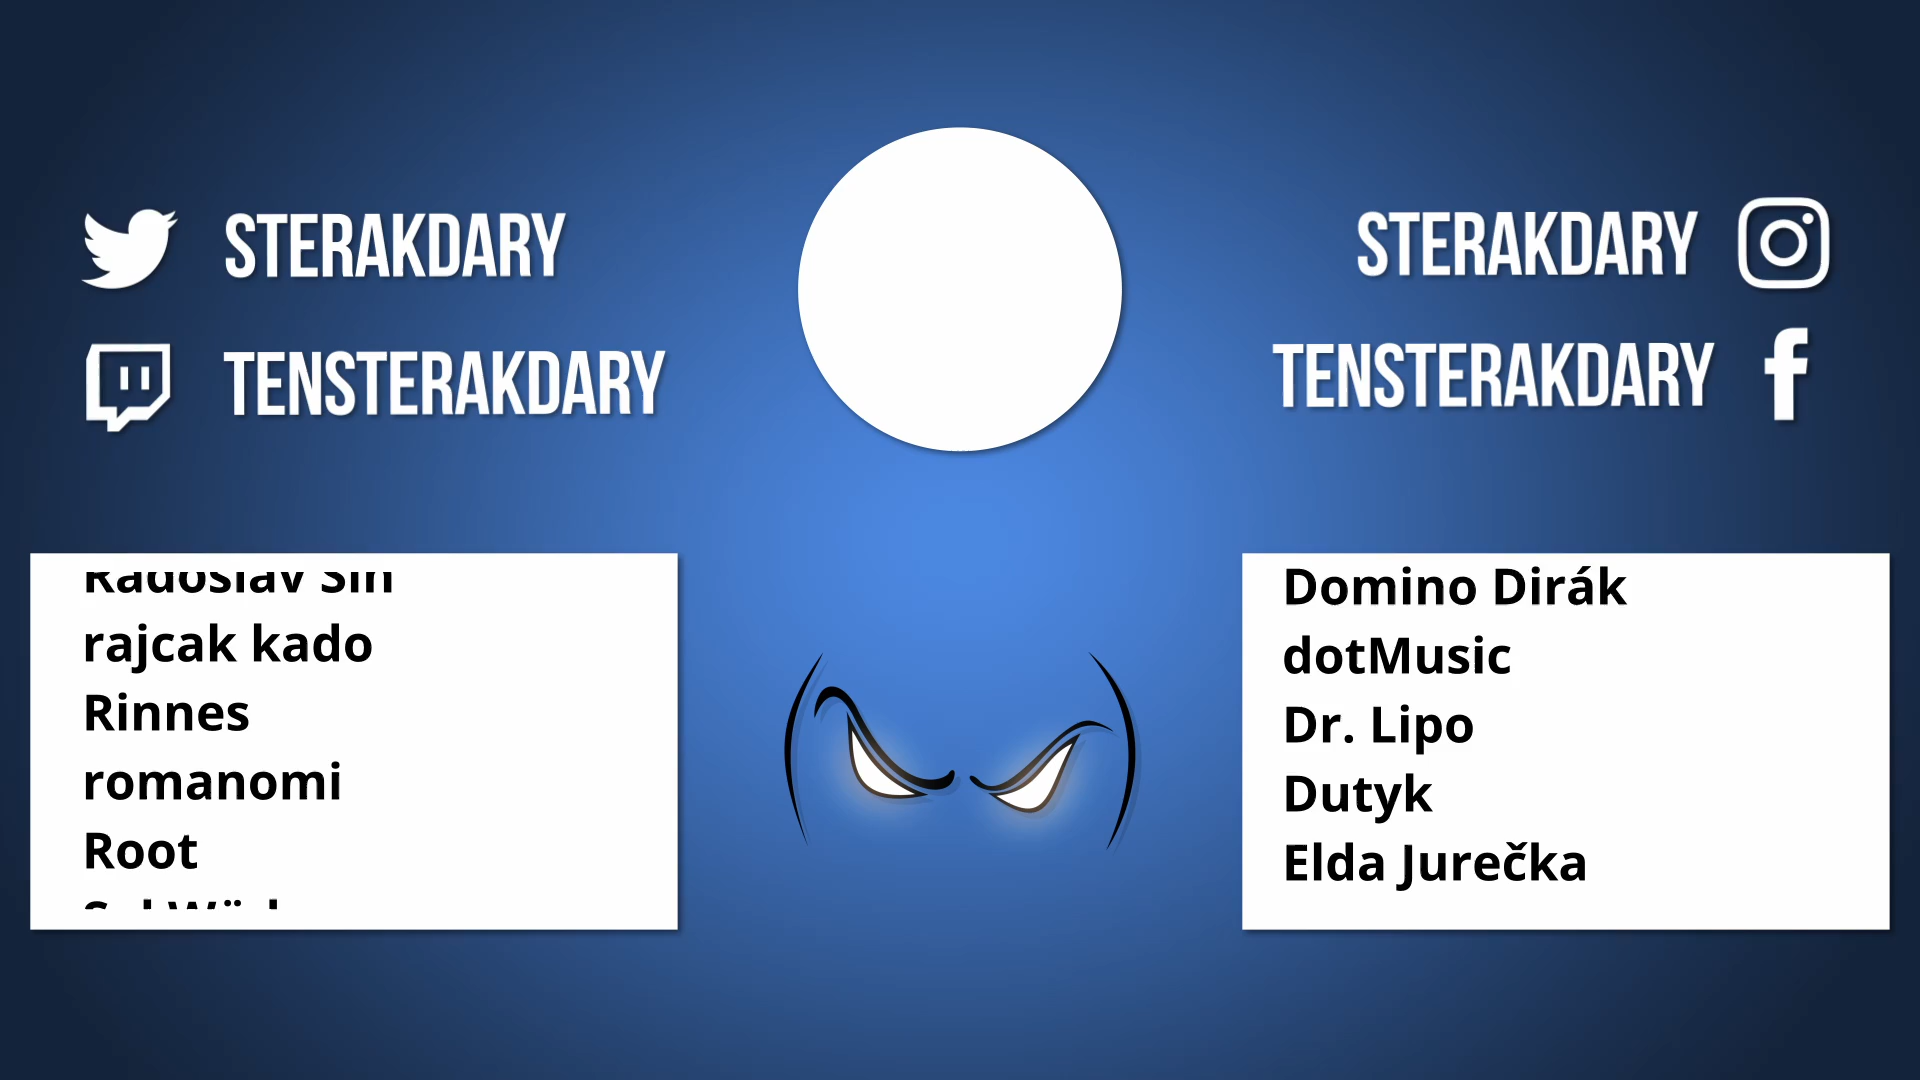 STERAKDARY
TENSTERAKDARY
STERAKDARY
TENSTERAKDARY
rajcak kado
Rinnes
romanomi
Root
Domino Dirák
dotMusic
Dr. Lipo
Dutyk
Elda Jurečka